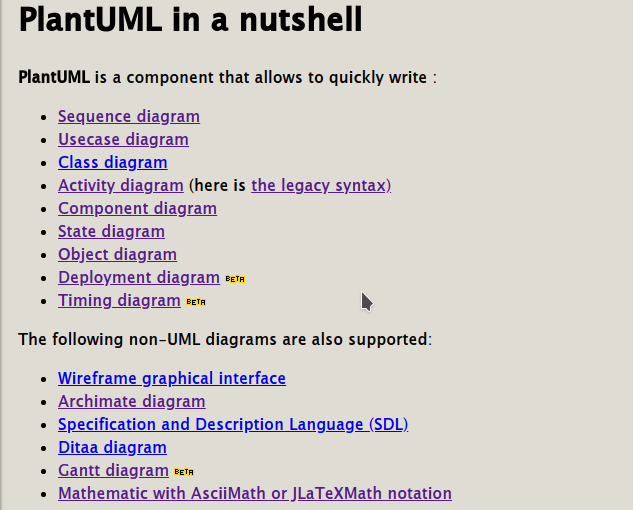 PlantUML in a nutshell
PlantUML is a component that allows to quickly write :
Sequence diagram
Usecase diagram
Class diagram
Activity diagram (here is the legacy syntax)
Component diagram
State diagram
Object diagram
Deployment diagram BETA
Timing diagram BETA
The following non-UML diagrams are also supported:
Wireframe graphical interface
Archimate diagram
Specification and Description Language (SDL)
Ditaa diagram
Gantt diagram BETA
Mathematic with AsciiMath or JLaTeXMath notation